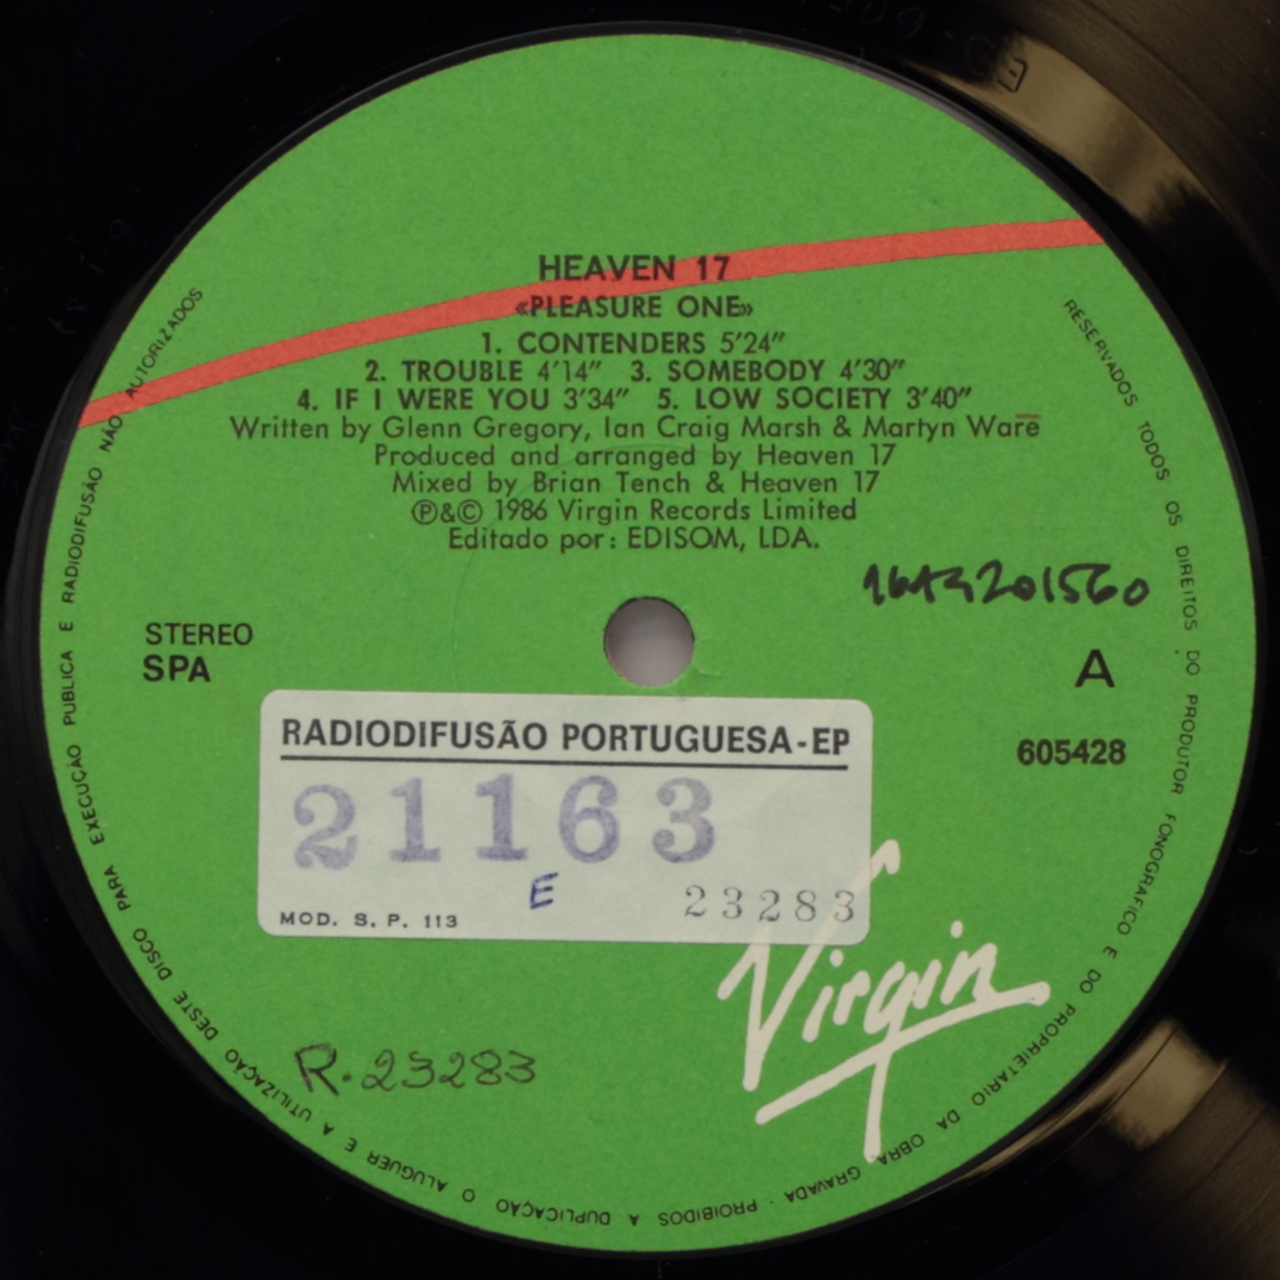 HEAVEN 17
«PLEASURE ONE»
1. CONTENDERS 5'24"
2. TROUBLE 4'14" 3. SOMEBODY 4'30"
4. IF I WERE YOU 3'34" 5. LOW SOCIETY 3'40"
Written by Glenn Gregory, Ian Craig Marsh & Martyn Ware
Produced and arranged by Heaven 17
Mixed by Brian Tench & Heaven 17
℗&© 1986 Virgin Records Limited
Editado por: EDISOM, LDA.
STEREO
SPA
A
605428
RADIODIFUSÃO PORTUGUESA-EP
21163
E
23283
MOD. S. P. 113
Virgin
R.23283
RESERVADOS TODOS OS DIREITOS DO PRODUTOR FONOGRAFICO E DO PROPRIETARIO DA OBRA GRAVADA · PROIBIDOS A DUPLICAÇAO O ALUGUER E A UTILIZAÇAO DESTE DISCO PARA EXECUÇÃO PUBLICA E RADIODIFUSÃO NÃO AUTORIZADOS